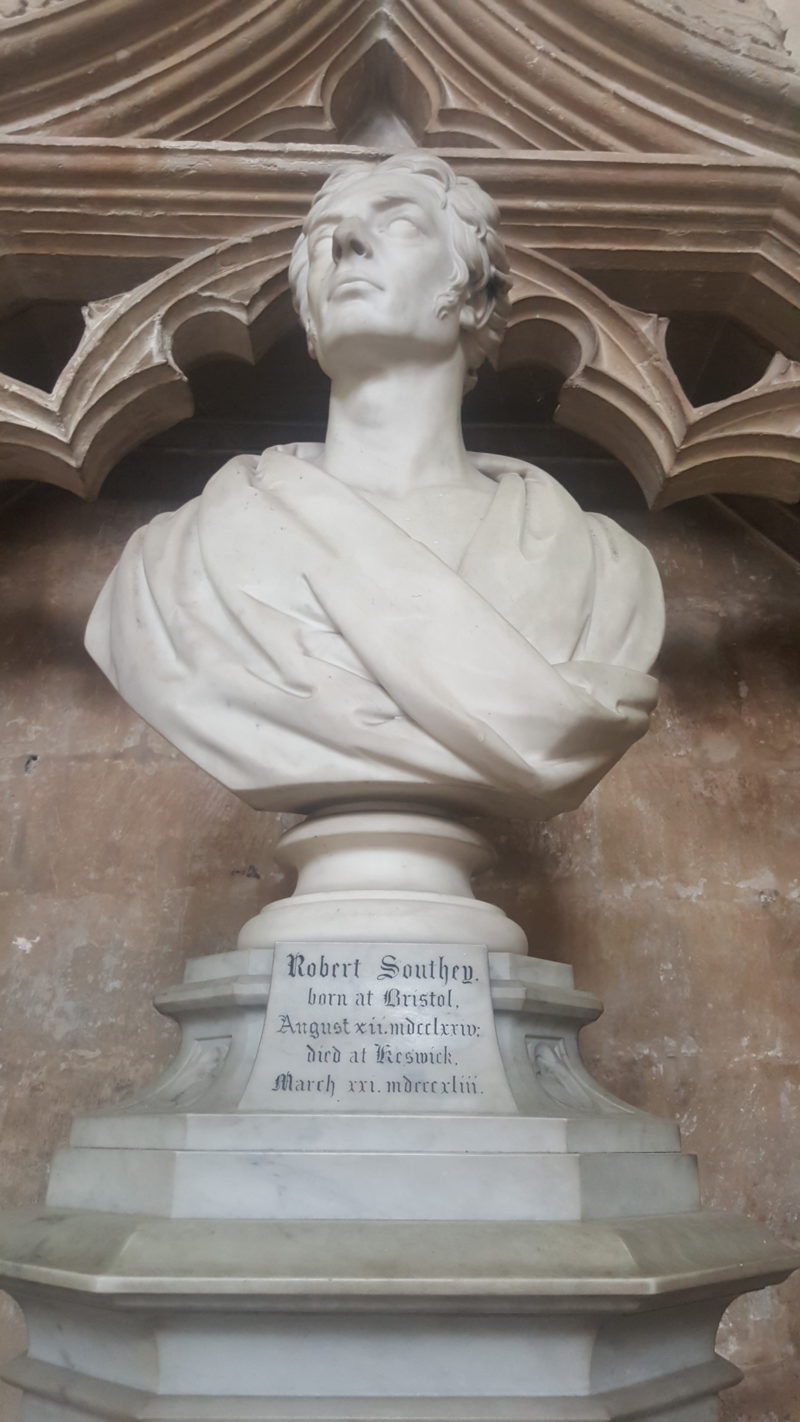 Robert Southey.
born at Bristol,
August xii.mdcclxxiv:
died at Keswick,
March xxi. mdcccxliii.